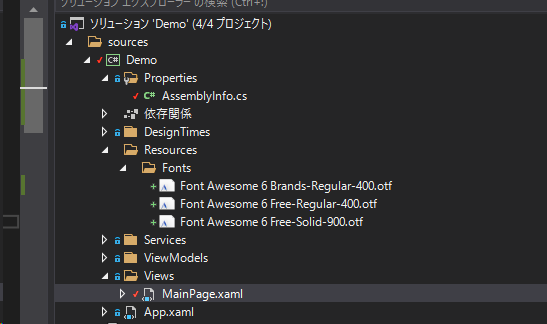 ソリューション エクスプローラー の検索 (Ctrl+;)
ソリューション 'Demo' (4/4 プロジェクト)
sources
Demo
Properties
AssemblyInfo.cs
依存関係
DesignTimes
Resources
Fonts
Font Awesome 6 Brands-Regular-400.otf
Font Awesome 6 Free-Regular-400.otf
Font Awesome 6 Free-Solid-900.otf
Services
ViewModels
Views
MainPage.xaml
App.xaml